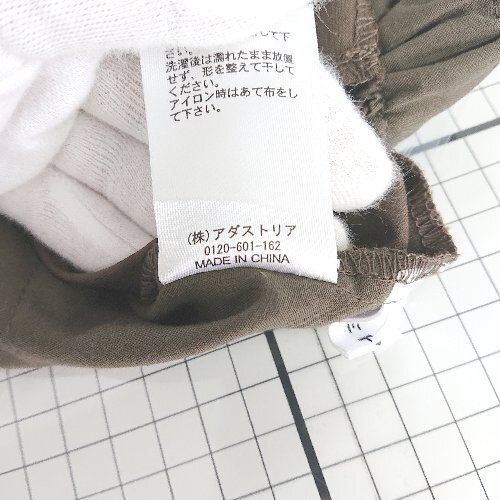 さい。
洗濯後は濡れたまま放置
せず、形を整えて干して
ください。
アイロン時はあて布をし
て下さい。
(株)アダストリア
0120-601-162
MADE IN CHINA